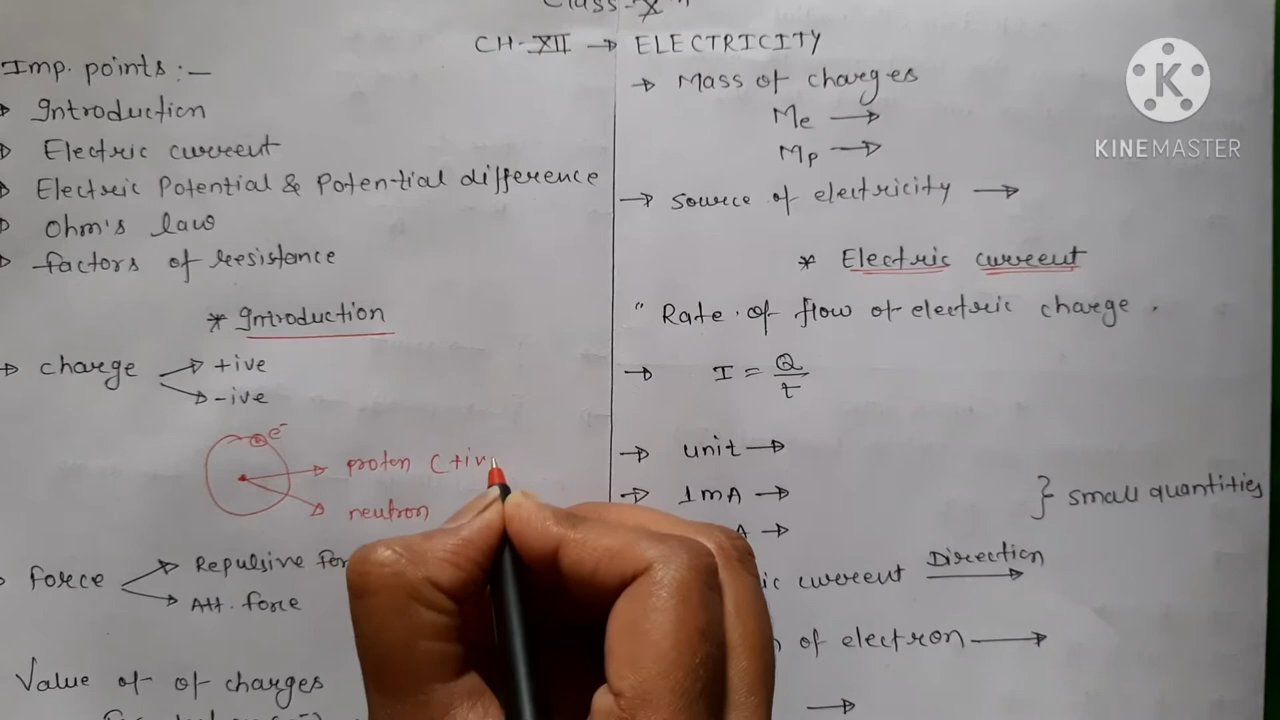 Class-X
CH-XII → ELECTRICITY
Imp. points :-
Introduction
Electric current
Electric Potential & Potential difference
Ohm's law
factors of resistance
* Introduction
→ charge → +ive
→ -ive
e-
proton (+iv
neutron
force → Repulsive for
→ Att. force
Value of of charges
→ Mass of charges
Me →
Mp →
→ Source of electricity →
* Electric current
" Rate of flow of electric charge .
→ I = Q/t
→ unit →
→ 1mA →
A →
} small quantities
ic current Direction →
of electron →
→
KINEMASTER